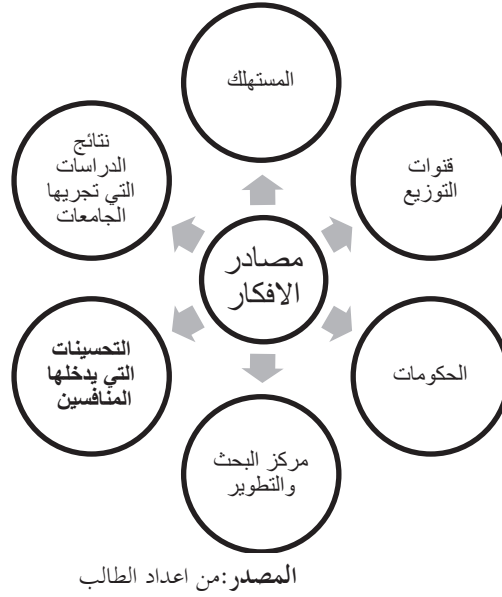 المستهلك
قنوات
التوزيع
الحكومات
مركز البحث
والتطوير
التحسينات
التي يدخلها
المنافسين
نتائج
الدراسات
التي تجريها
الجامعات
مصادر
الافكار
المصدر:من اعداد الطالب